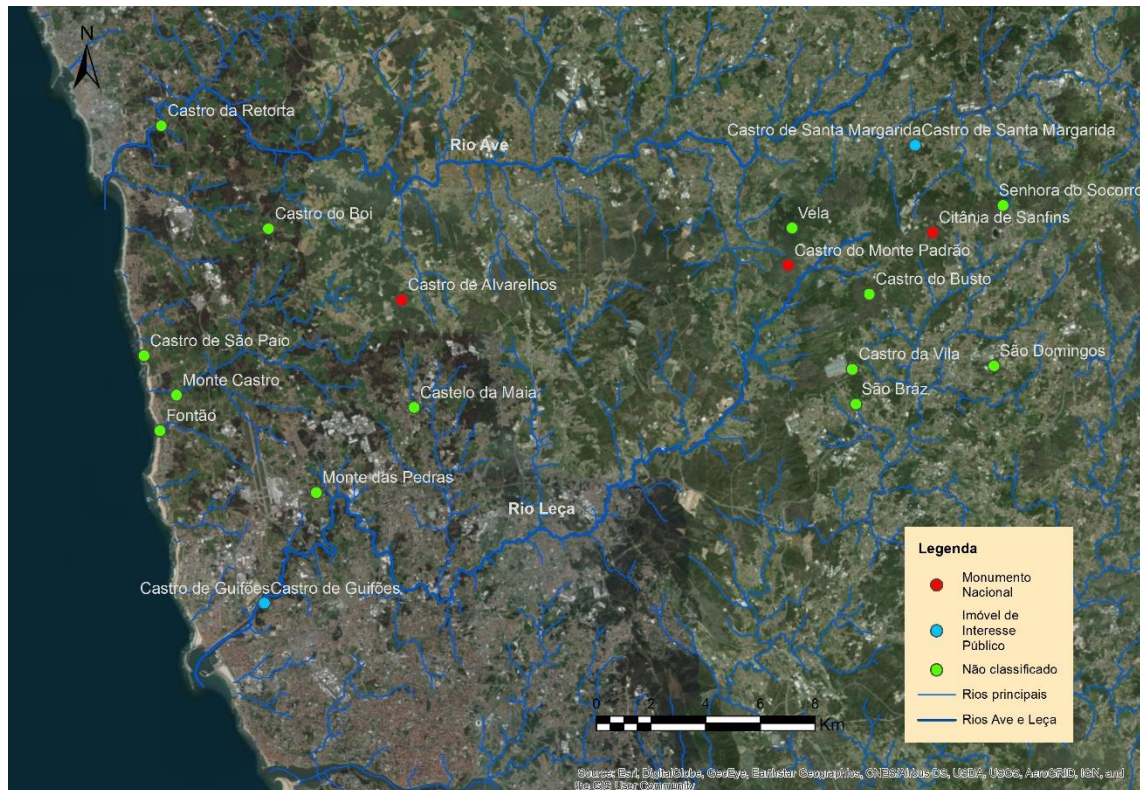 N
Castro da Retorta
Castro de Santa MargaridaCastro de Santa Margarida
Rio Ave
Senhora do Socorro
Castro do Boi
Vela
Citânia de Sanfins
Castro do Monte Padrão
Castro de Alvarelhos
Castro do Busto
Castro de São Paio
Castro da Vila
São Domingos
Monte Castro
Castelo da Maia
São Bráz
Fontão
Monte das Pedras
Rio Leça
Castro de GuifõesCastro de Guifões
Legenda
Monumento
Nacional
Imóvel de
Interesse
Público
Não classificado
Rios principais
Rios Ave e Leça
0 2 4 6 8
Km
Source: Esri, DigitalGlobe, GeoEye, Earthstar Geographics, CNES/Airbus DS, USDA, USGS, AeroGRID, IGN, and
the GIS User Community